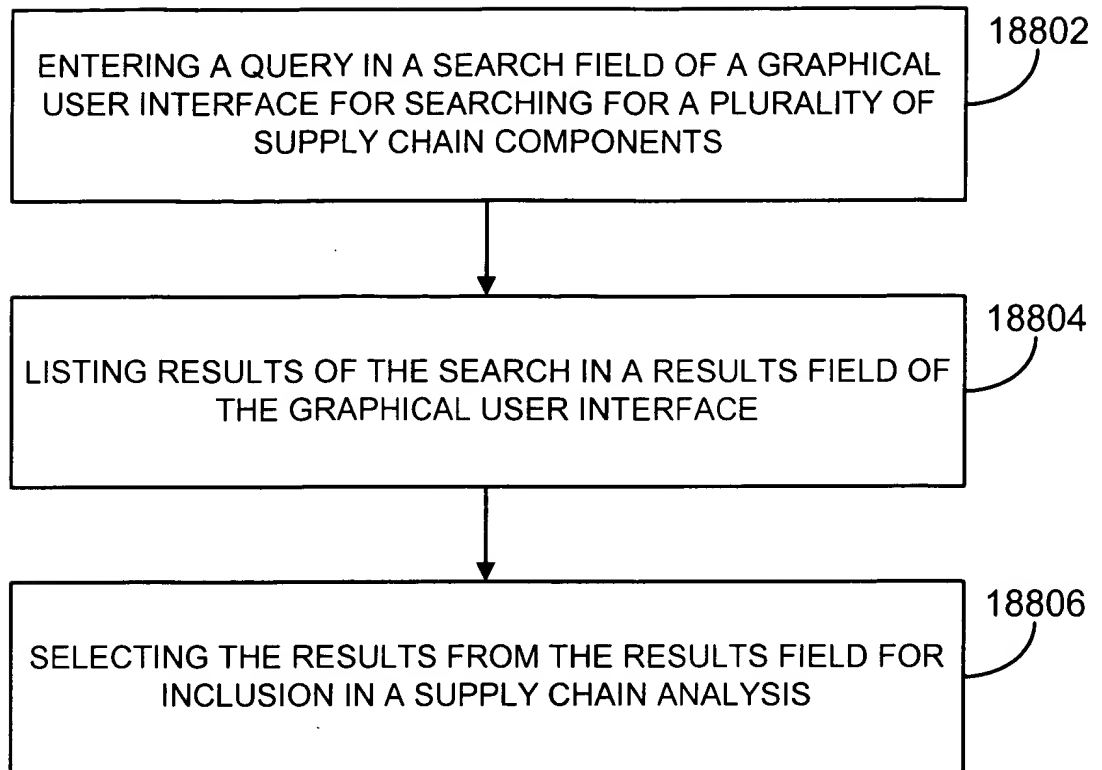 18802
ENTERING A QUERY IN A SEARCH FIELD OF A GRAPHICAL
USER INTERFACE FOR SEARCHING FOR A PLURALITY OF
SUPPLY CHAIN COMPONENTS
18804
LISTING RESULTS OF THE SEARCH IN A RESULTS FIELD OF
THE GRAPHICAL USER INTERFACE
18806
SELECTING THE RESULTS FROM THE RESULTS FIELD FOR
INCLUSION IN A SUPPLY CHAIN ANALYSIS